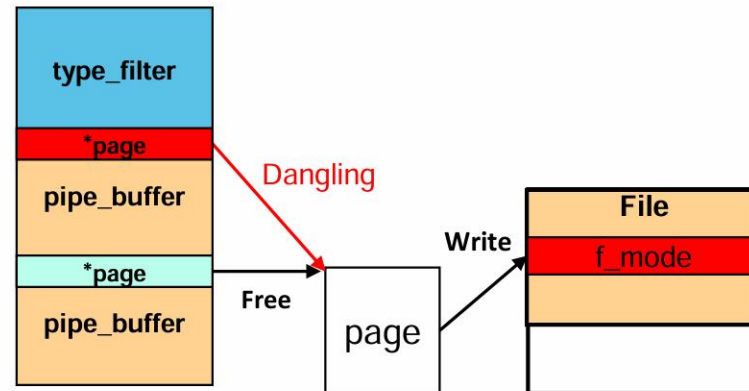 type_filter
*page
pipe_buffer
*page
pipe_buffer
Dangling
Free
page
Write
File
f_mode